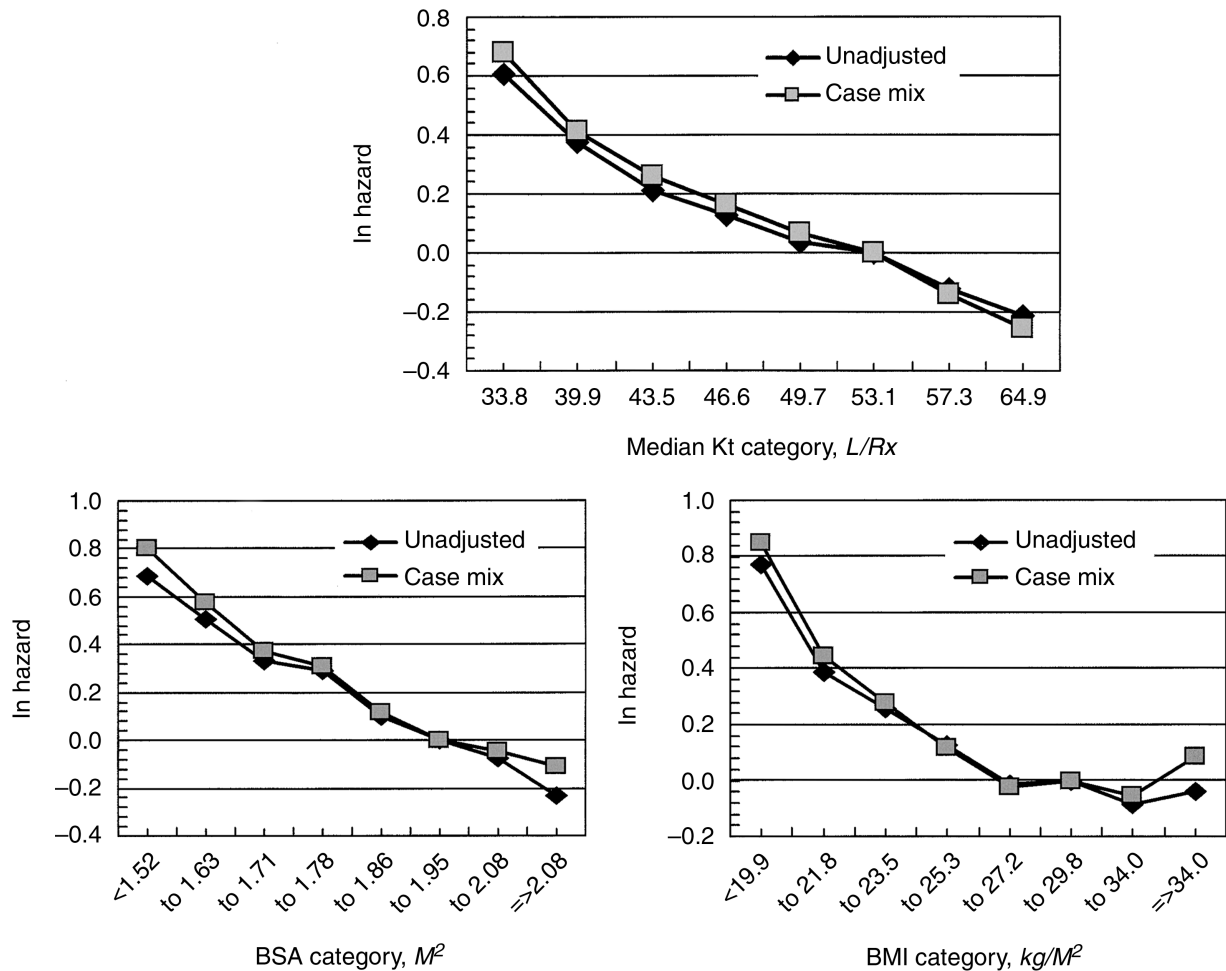 0.8
0.6
0.4
0.2
0.0
−0.2
−0.4
ln hazard
Unadjusted
Case mix
33.8 39.9 43.5 46.6 49.7 53.1 57.3 64.9
Median Kt category, L/Rx
1.0
0.8
0.6
0.4
0.2
0.0
−0.2
−0.4
ln hazard
Unadjusted
Case mix
<1.52
to 1.63
to 1.71
to 1.78
to 1.86
to 1.95
to 2.08
=>2.08
BSA category, M²
1.0
0.8
0.6
0.4
0.2
0.0
−0.2
ln hazard
Unadjusted
Case mix
<19.9
to 21.8
to 23.5
to 25.3
to 27.2
to 29.8
to 34.0
=>34.0
BMI category, kg/M²